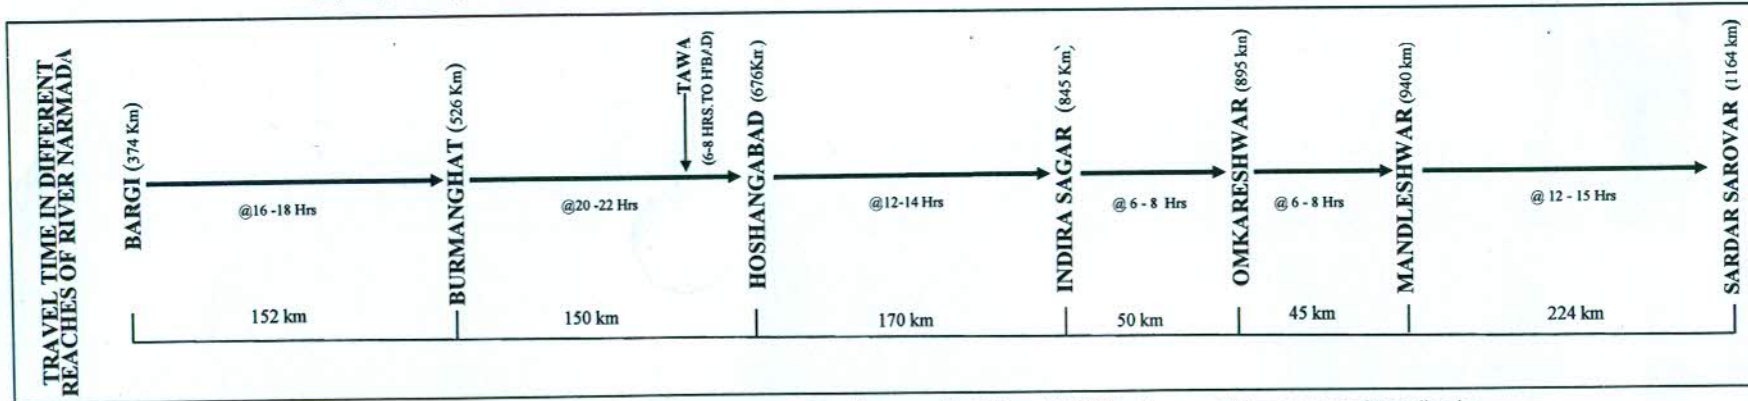 TRAVEL TIME IN DIFFERENT
REACHES OF RIVER NARMADA
BARGI (374 Km)
@16 -18 Hrs
BURMANGHAT (526 Km)
@20 -22 Hrs
TAWA
(6-8 HRS.TO H'BAD)
HOSHANGABAD (676Km)
@12-14 Hrs
INDIRA SAGAR (845 Km)
@ 6 - 8 Hrs
OMKARESHWAR (895 km)
@ 6 - 8 Hrs
MANDLESHWAR (940 km)
@ 12 - 15 Hrs
SARDAR SAROVAR (1164 km)
152 km
150 km
170 km
50 km
45 km
224 km